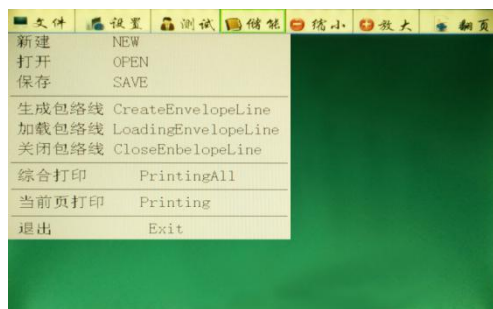 文件 设置 测试 储能 缩小 放大 翻页
新建 NEW
打开 OPEN
保存 SAVE
生成包络线 CreateEnvelopeLine
加载包络线 LoadingEnvelopeLine
关闭包络线 CloseEnbelopeLine
综合打印 PrintingAll
当前页打印 Printing
退出 Exit